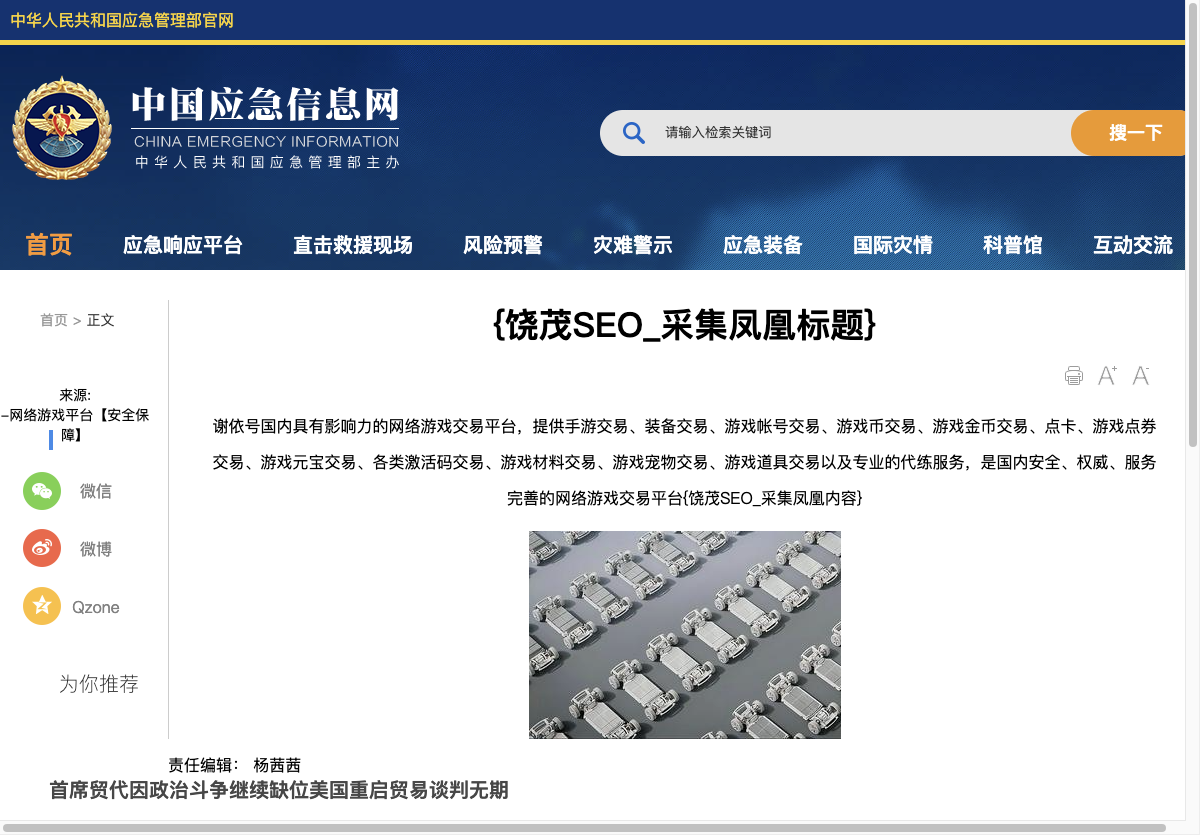 中华人民共和国应急管理部官网
中国应急信息网
CHINA EMERGENCY INFORMATION
中华人民共和国应急管理部主办
请输入检索关键词
搜一下
首页
应急响应平台
直击救援现场
风险预警
灾难警示
应急装备
国际灾情
科普馆
互动交流
首页 > 正文
{饶茂SEO_采集凤凰标题}
A+ A-
来源:
–网络游戏平台【安全保
障】
微信
微博
Qzone
为你推荐
谢依号国内具有影响力的网络游戏交易平台，提供手游交易、装备交易、游戏帐号交易、游戏币交易、游戏金币交易、点卡、游戏点券
交易、游戏元宝交易、各类激活码交易、游戏材料交易、游戏宠物交易、游戏道具交易以及专业的代练服务，是国内安全、权威、服务
完善的网络游戏交易平台{饶茂SEO_采集凤凰内容}
责任编辑： 杨茜茜
首席贸代因政治斗争继续缺位美国重启贸易谈判无期